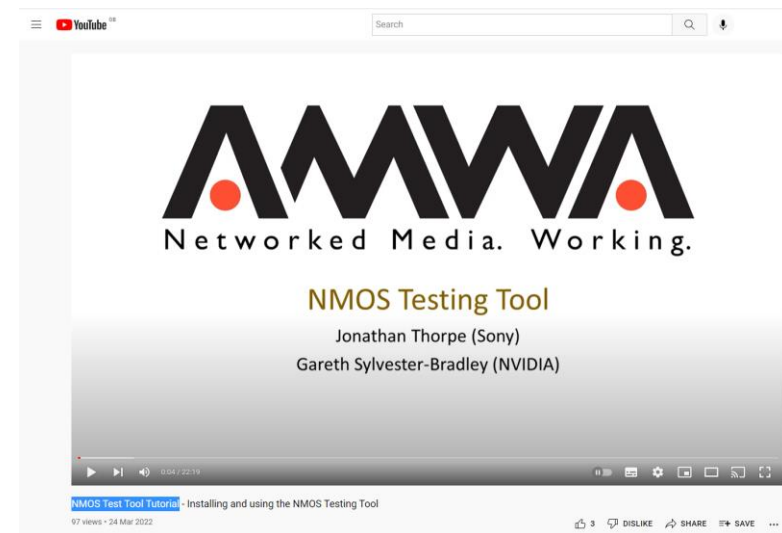 YouTube GB
Search
AMWA
Networked Media. Working.
NMOS Testing Tool
Jonathan Thorpe (Sony)
Gareth Sylvester-Bradley (NVIDIA)
0:04 / 22:19
NMOS Test Tool Tutorial - Installing and using the NMOS Testing Tool
97 views • 24 Mar 2022
3 DISLIKE SHARE SAVE ...